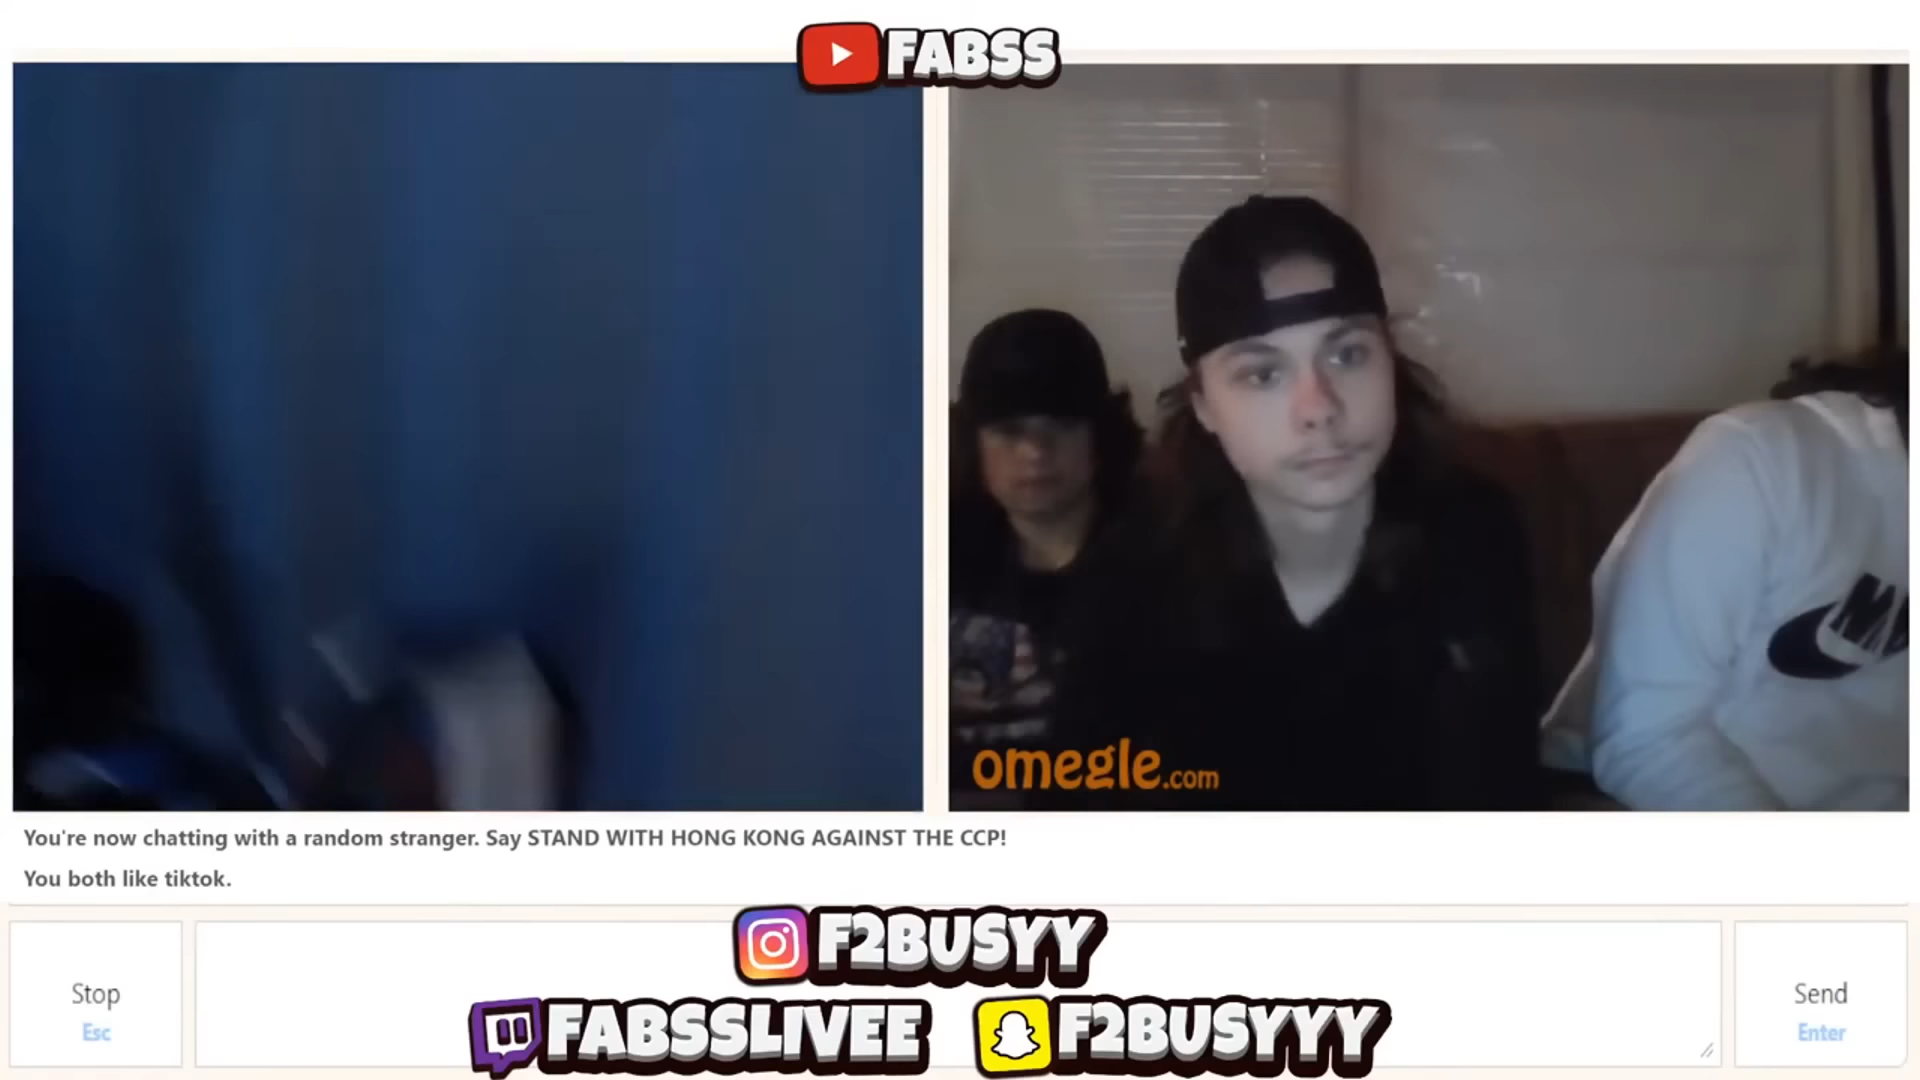 FABSS
omegle.com
You're now chatting with a random stranger. Say STAND WITH HONG KONG AGAINST THE CCP!
You both like tiktok.
F2BUSYY
Stop
Send
Esc
Enter
FABSSLIVEE
F2BUSYYY